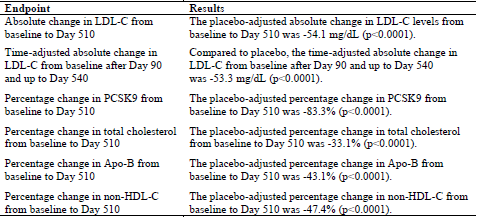 Endpoint Results
Absolute change in LDL-C from The placebo-adjusted absolute change in LDL-C levels from
baseline to Day 510 baseline to Day 510 was -54.1 mg/dL (p<0.0001).
Time-adjusted absolute change in Compared to placebo, the time-adjusted absolute change in
LDL-C from baseline after Day 90 LDL-C from baseline after Day 90 and up to Day 540
and up to Day 540 was -53.3 mg/dL (p<0.0001).
Percentage change in PCSK9 from The placebo-adjusted percentage change in PCSK9 from
baseline to Day 510 baseline to Day 510 was -83.3% (p<0.0001).
Percentage change in total cholesterol The placebo-adjusted percentage change in total cholesterol
from baseline to Day 510 from baseline to Day 510 was -33.1% (p<0.0001).
Percentage change in Apo-B from The placebo-adjusted percentage change in Apo-B from
baseline to Day 510 baseline to Day 510 was -43.1% (p<0.0001).
Percentage change in non-HDL-C The placebo-adjusted percentage change in non-HDL-C from
from baseline to Day 510 baseline to Day 510 was -47.4% (p<0.0001).